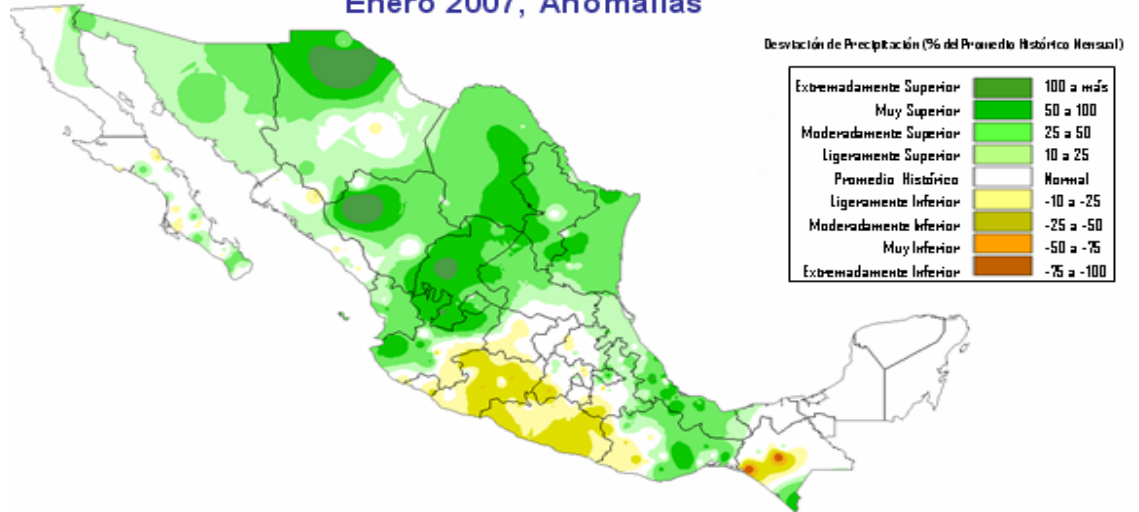 Enero 2007, Anomalías
Desviación de Precipitación (% del Promedio Histórico Mensual)
Extremadamente Superior 100 a más
Muy Superior 50 a 100
Moderadamente Superior 25 a 50
Ligeramente Superior 10 a 25
Promedio Histórico Normal
Ligeramente Inferior -10 a -25
Moderadamente Inferior -25 a -50
Muy Inferior -50 a -75
Extremadamente Inferior -75 a -100